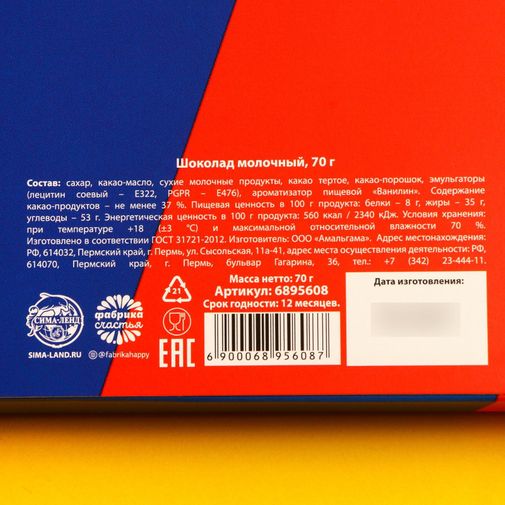 Шоколад молочный, 70 г
Состав: сахар, какао-масло, сухие молочные продукты, какао тертое, какао-порошок, эмульгаторы
(лецитин соевый – Е322, PGPR – Е476), ароматизатор пищевой «Ванилин». Содержание
какао-продуктов – не менее 37 %. Пищевая ценность в 100 г продукта: белки – 8 г, жиры – 35 г,
углеводы – 53 г. Энергетическая ценность в 100 г продукта: 560 ккал / 2340 кДж. Условия хранения:
при температуре +18 (±3 °С) и максимальной относительной влажности 70 %.
Изготовлено в соответствии ГОСТ 31721-2012. Изготовитель: ООО «Амальгама». Адрес местонахождения:
РФ, 614032, Пермский край, г. Пермь, ул. Сысольская, 11а-41, адрес места осуществления деятельности: РФ,
614070, Пермский край, г. Пермь, бульвар Гагарина, 36, тел.: +7 (342) 23-444-11.
Масса нетто: 70 г
Артикул: 6895608
Срок годности: 12 месяцев.
Дата изготовления:
21
СИМА-ЛЕНД
SIMA-LAND.RU
фабрика
счастья
@fabrikahappy
EAC
6 900068 956087